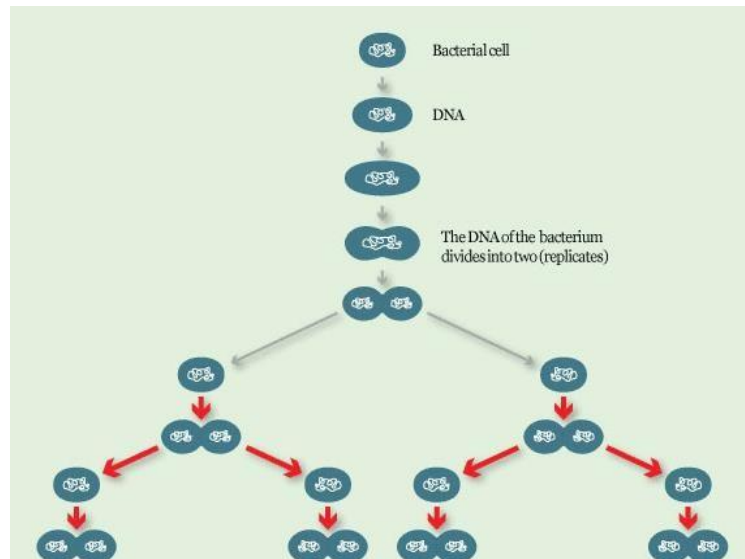 Bacterial cell
DNA
The DNA of the bacterium
divides into two (replicates)